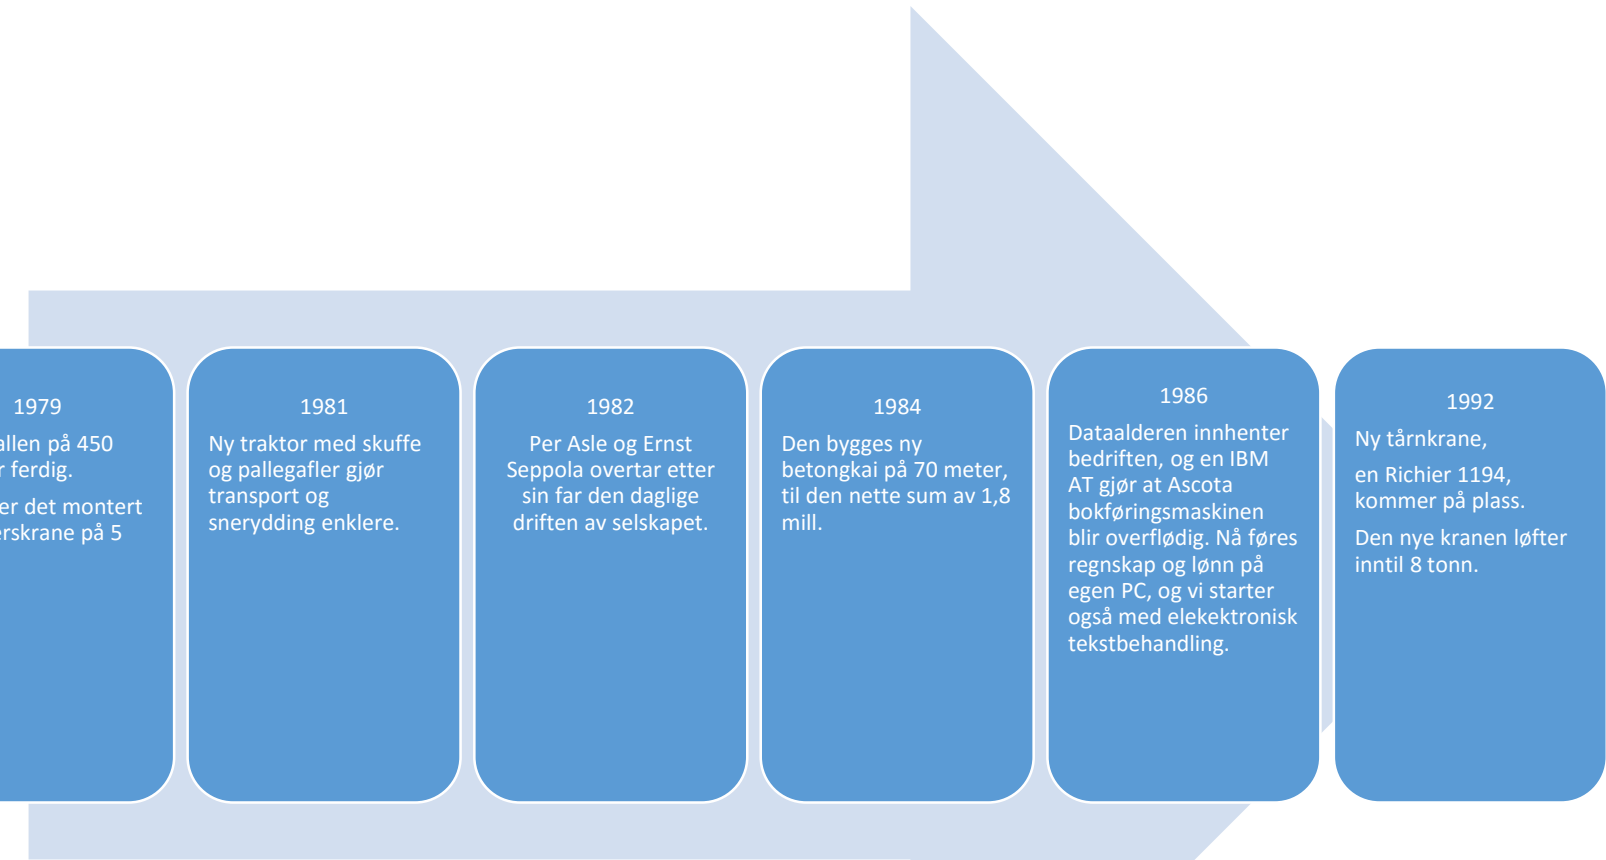 1979
allen på 450
r ferdig.
er det montert
erskrane på 5
1981
Ny traktor med skuffe
og pallegafler gjør
transport og
snerydding enklere.
1982
Per Asle og Ernst
Seppola overtar etter
sin far den daglige
driften av selskapet.
1984
Den bygges ny
betongkai på 70 meter,
til den nette sum av 1,8
mill.
1986
Dataalderen innhenter
bedriften, og en IBM
AT gjør at Ascota
bokføringsmaskinen
blir overflødig. Nå føres
regnskap og lønn på
egen PC, og vi starter
også med elekektronisk
tekstbehandling.
1992
Ny tårnkrane,
en Richier 1194,
kommer på plass.
Den nye kranen løfter
inntil 8 tonn.